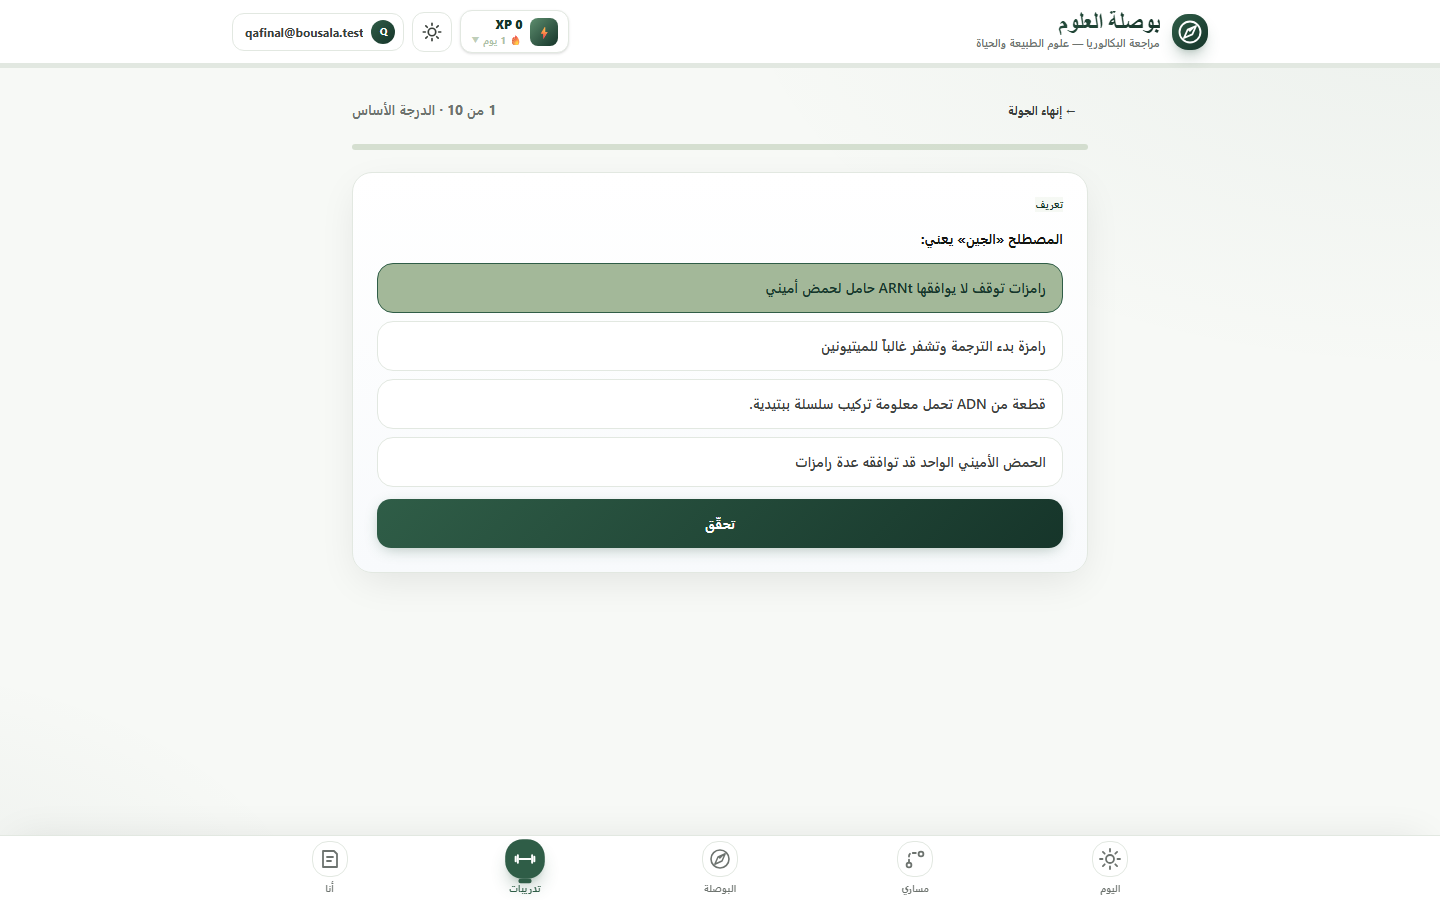 بوصلة العلوم
مراجعة البكالوريا — علوم الطبيعة والحياة
XP 0
🔥 1 يوم ▼
Q qafinal@bousala.test
← إنهاء الجولة
1 من 10 · الدرجة الأساس
تعريف
المصطلح «الجين» يعني:
رامزات توقف لا يوافقها ARNt حامل لحمض أميني
رامزة بدء الترجمة وتشفر غالباً للميثيونين
قطعة من ADN تحمل معلومة تركيب سلسلة ببتيدية.
الحمض الأميني الواحد قد توافقه عدة رامزات
تحقّق
اليوم
مساري
البوصلة
تدريبات
أنا